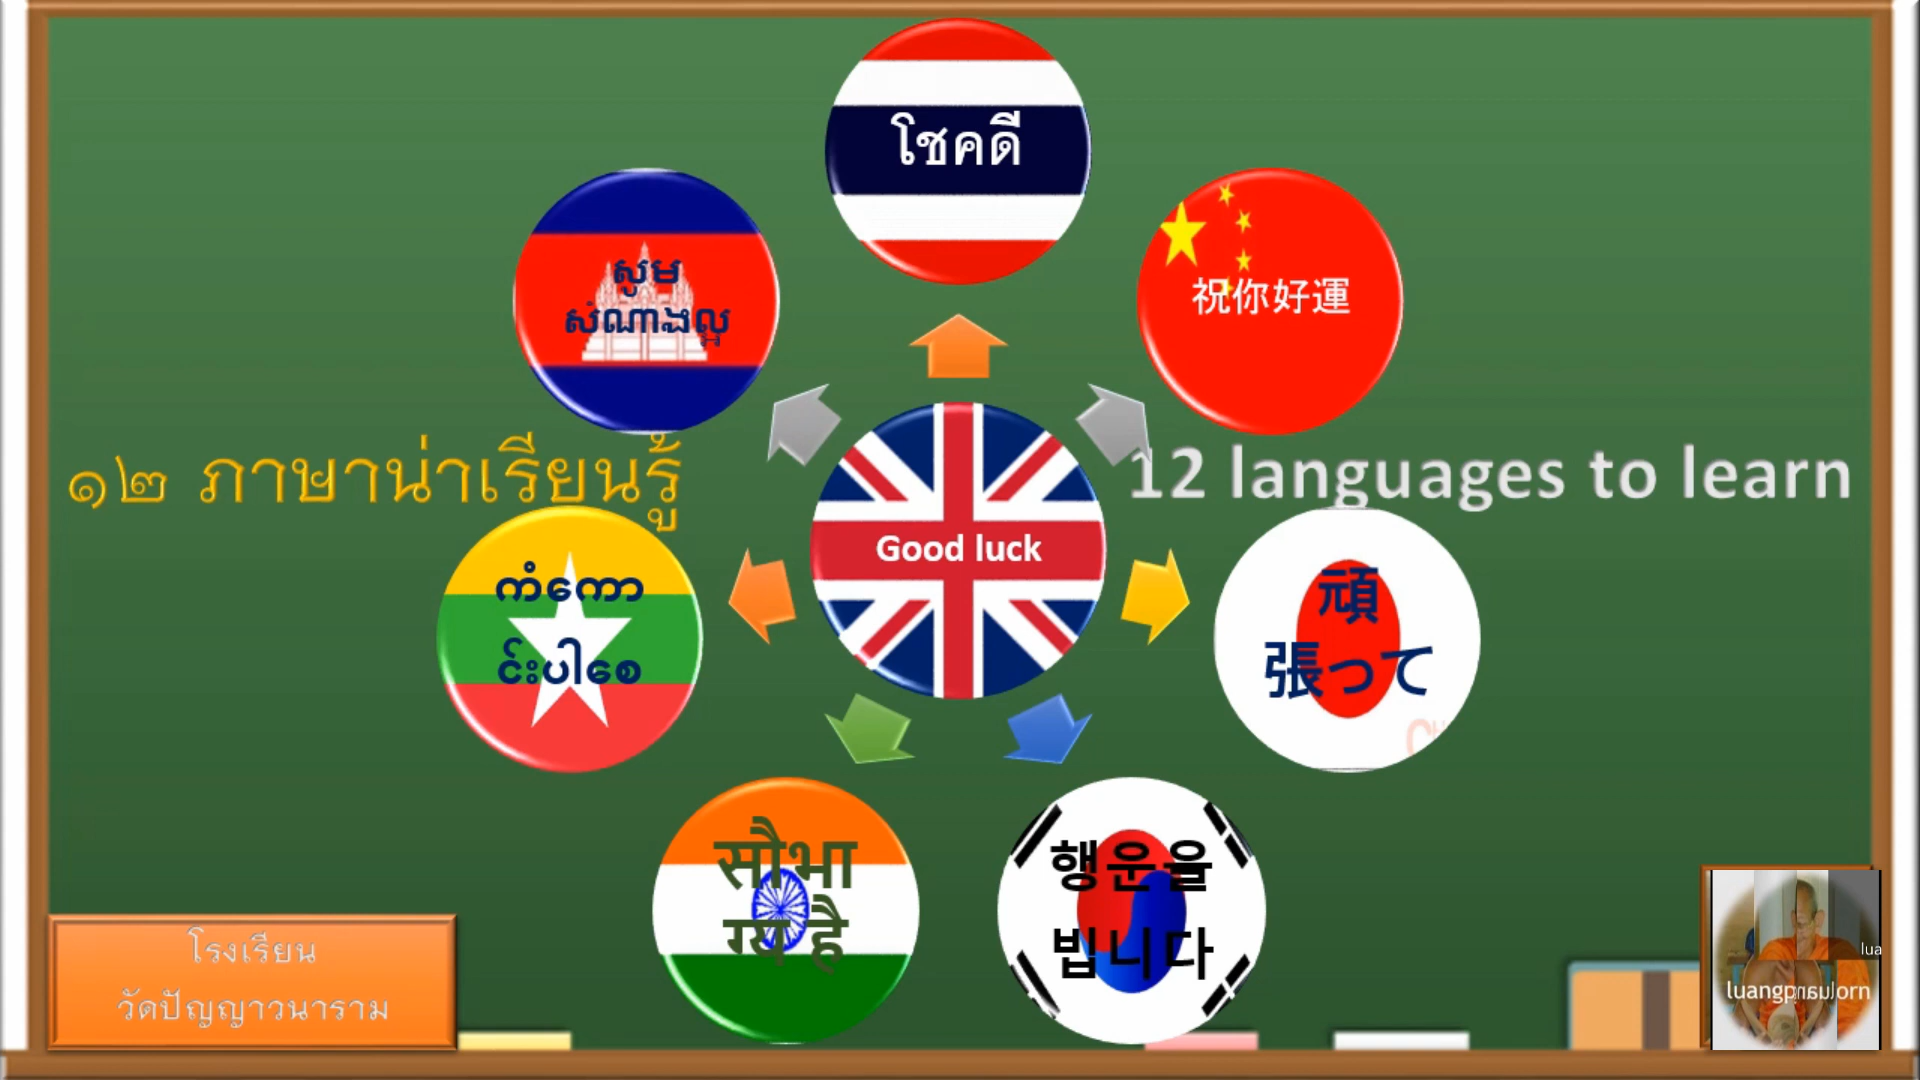 โชคดี
សូម
សំណាងល្អ
祝你好運
๑๒ ภาษาน่าเรียนรู้
12 languages to learn
Good luck
ကံကော
င်းပါစေ
頑
張って
सौभा
ग्य है
행운을
빕니다
โรงเรียน
วัดปัญญาวนาราม
lua